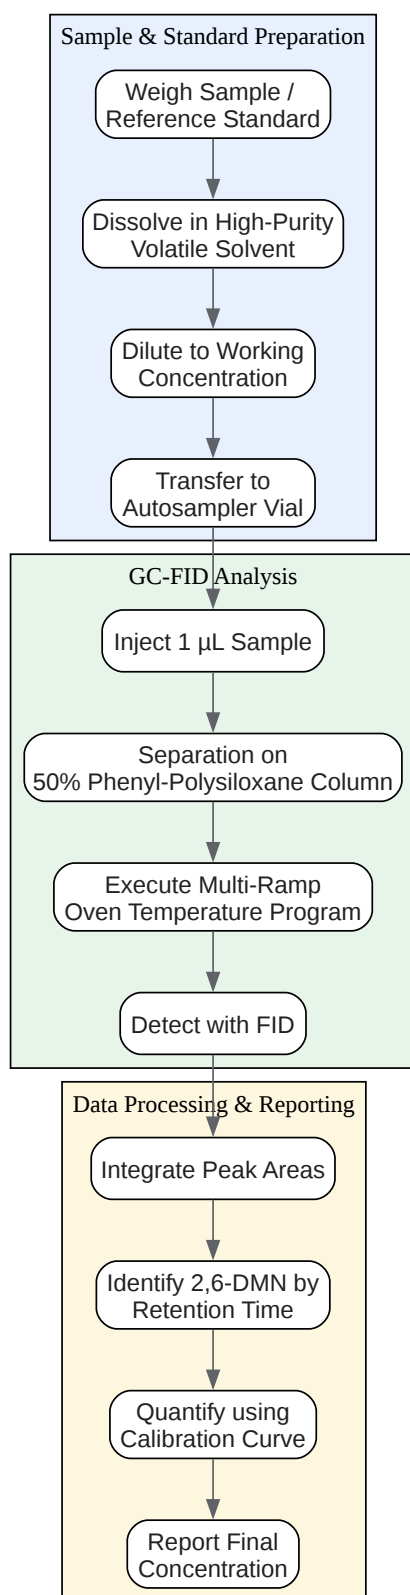 Sample & Standard Preparation
Weigh Sample /
Reference Standard
Dissolve in High-Purity
Volatile Solvent
Dilute to Working
Concentration
Transfer to
Autosampler Vial
GC-FID Analysis
Inject 1 µL Sample
Separation on
50% Phenyl-Polysiloxane Column
Execute Multi-Ramp
Oven Temperature Program
Detect with FID
Data Processing & Reporting
Integrate Peak Areas
Identify 2,6-DMN by
Retention Time
Quantify using
Calibration Curve
Report Final
Concentration